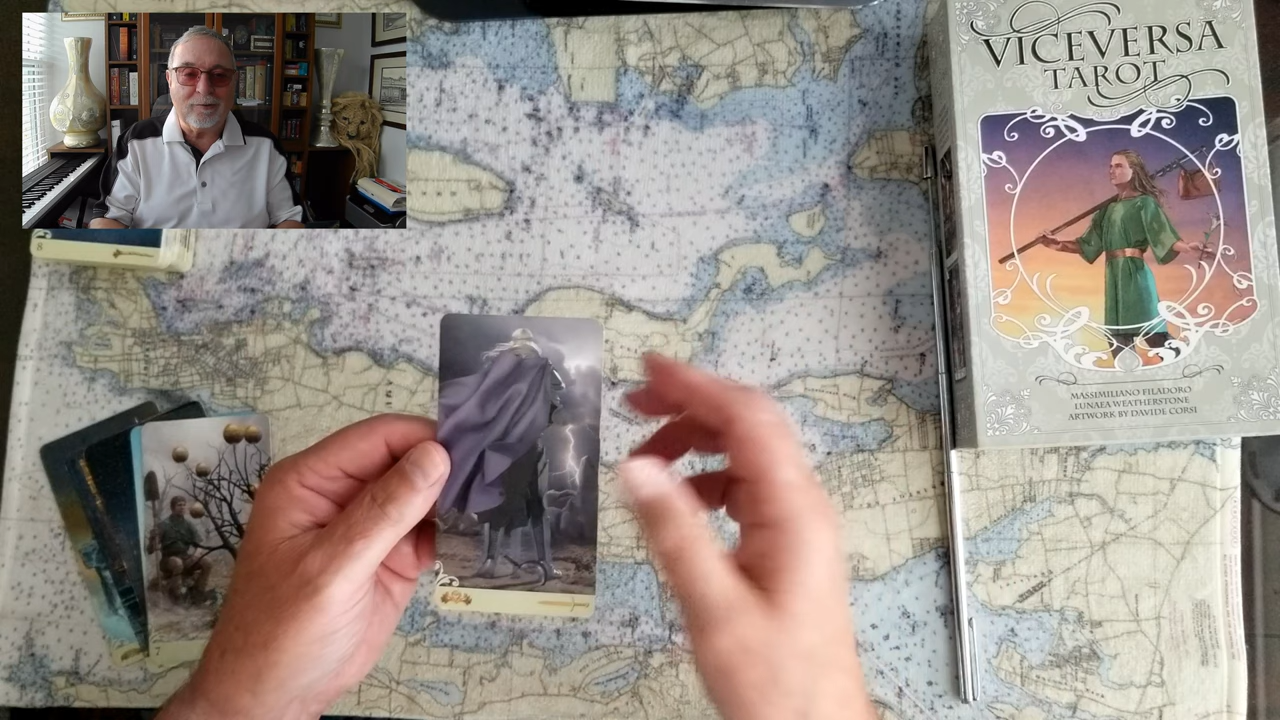 VICEVERSA
TAROT
MASSIMILIANO FILADORO
LUNAEA WEATHERSTONE
ARTWORK BY DAVIDE CORSI